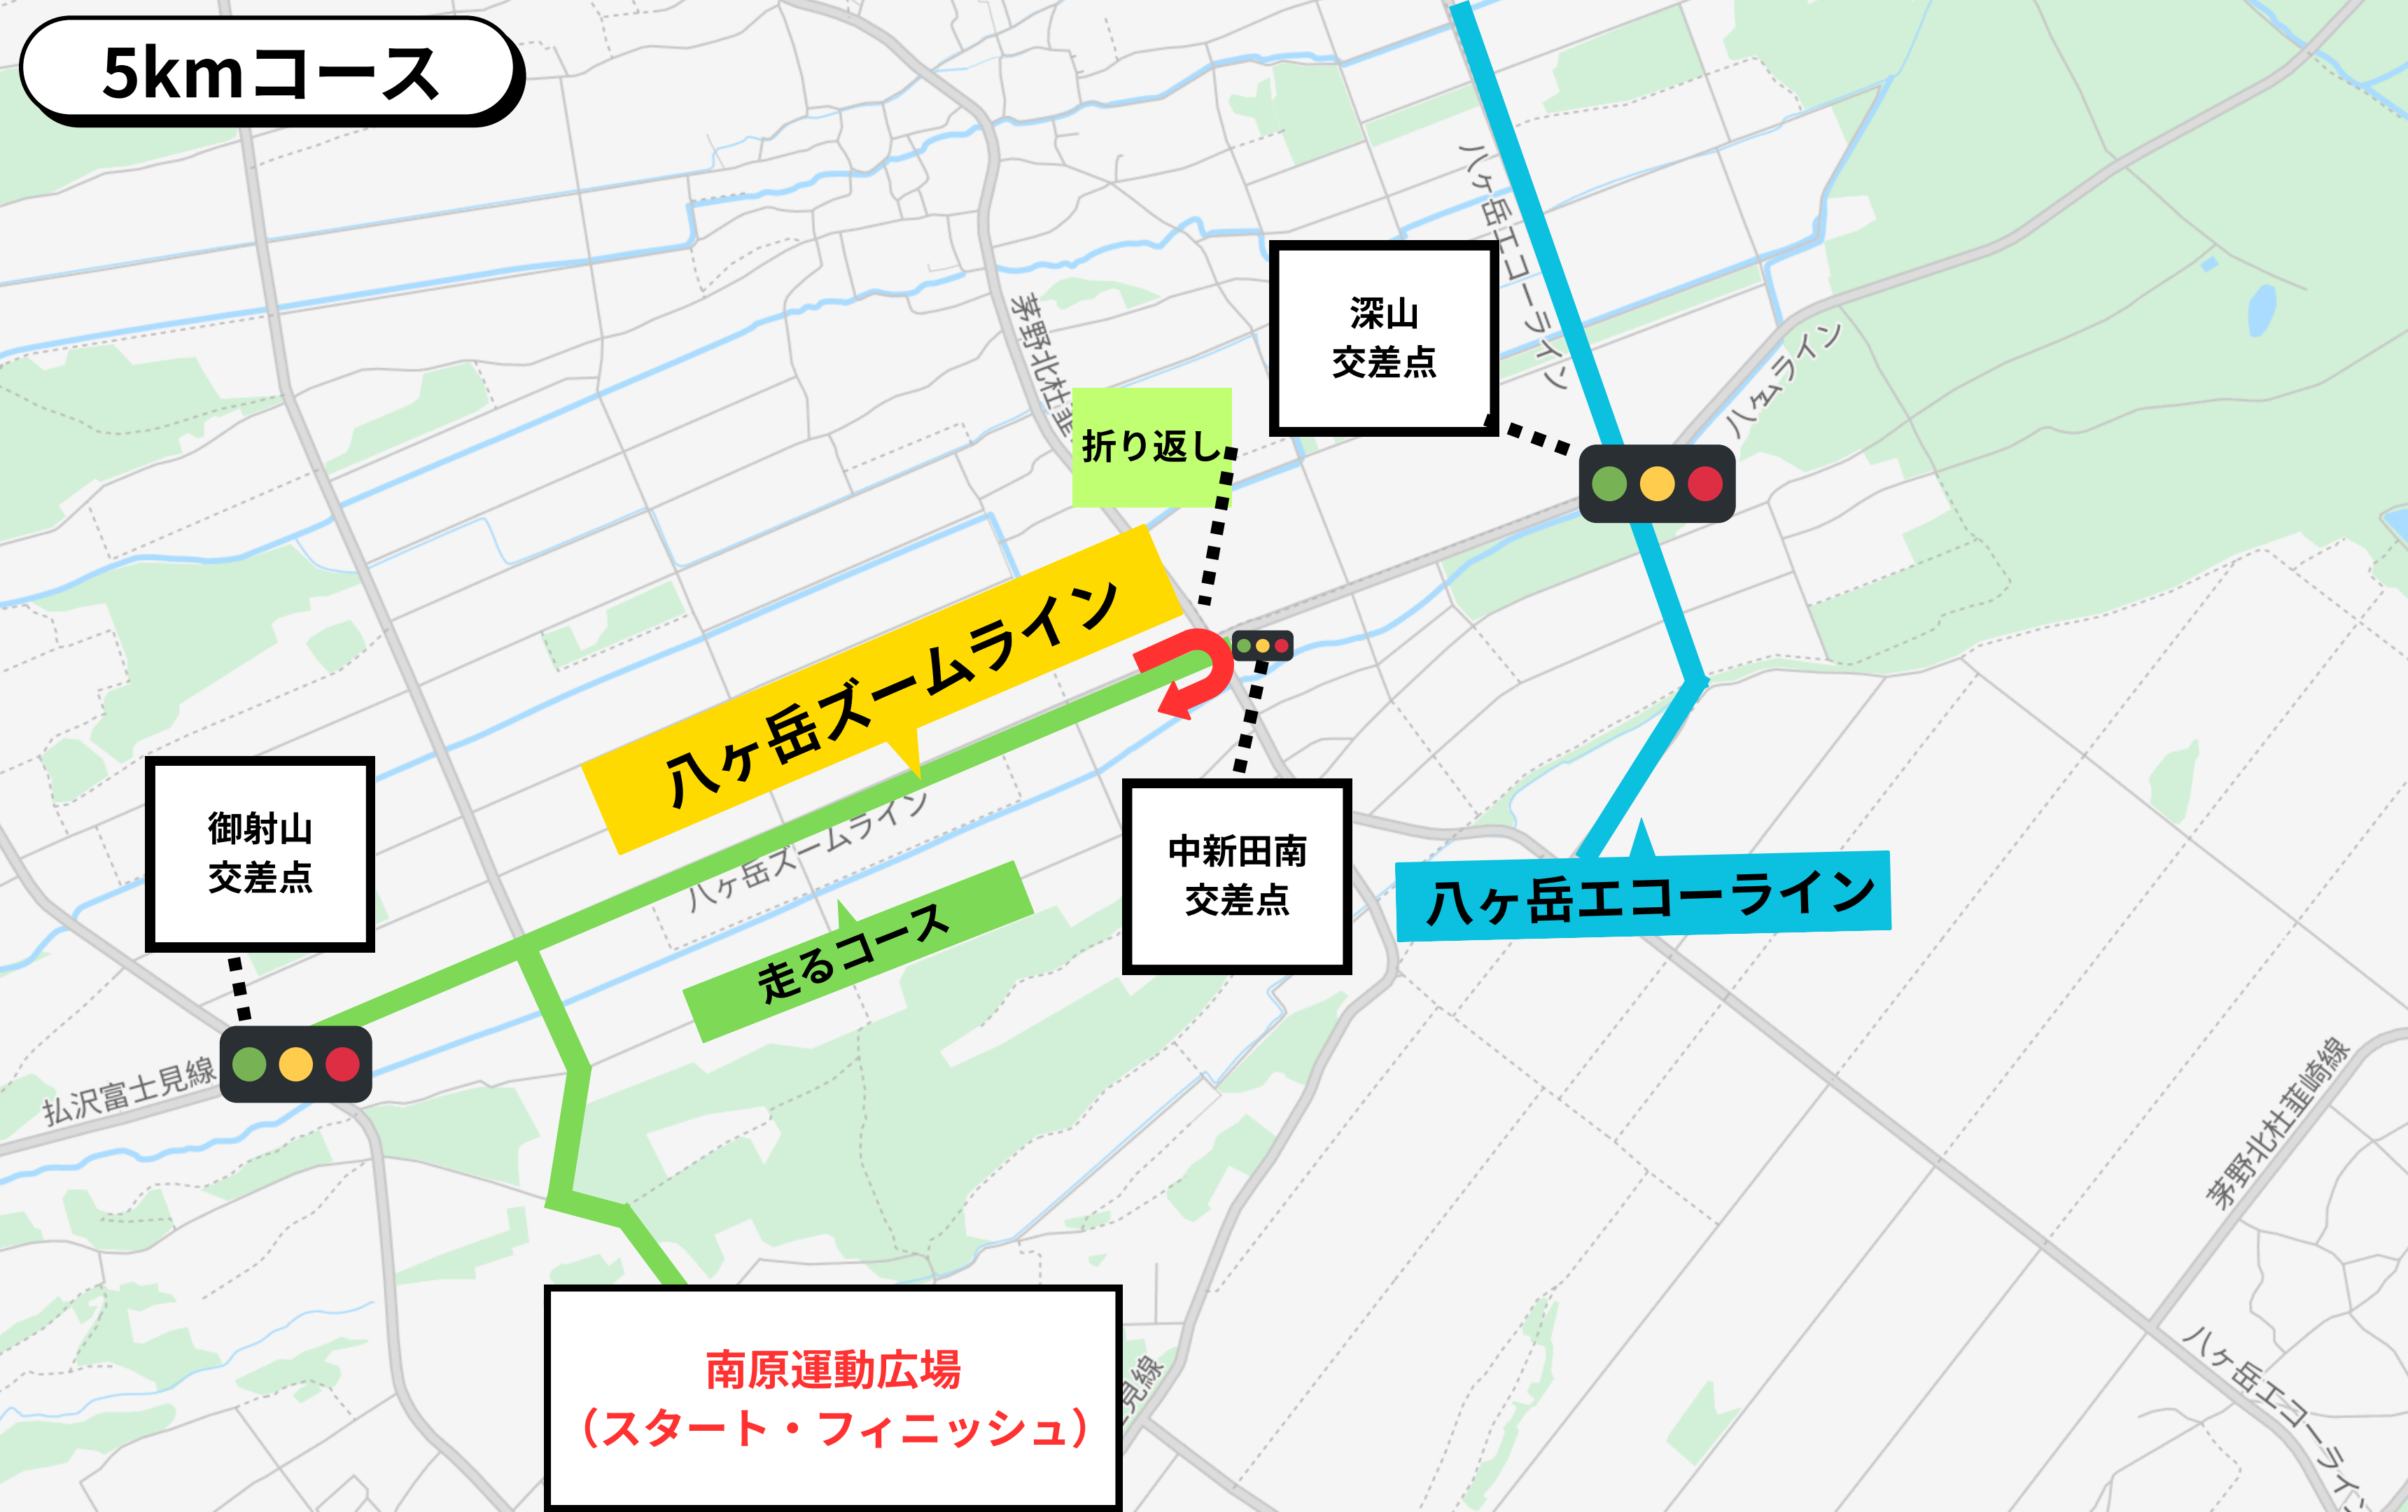 5kmコース
八ヶ岳エコーライン
深山
交差点
茅野北杜韮
八ヶ岳ズームライン
折り返し
八ヶ岳ズームライン
御射山
交差点
中新田南
交差点
八ヶ岳ズームライン
八ヶ岳エコーライン
走るコース
払沢富士見線
茅野北杜韮崎線
南原運動広場
（スタート・フィニッシュ）
見線
八ヶ岳エコーライン